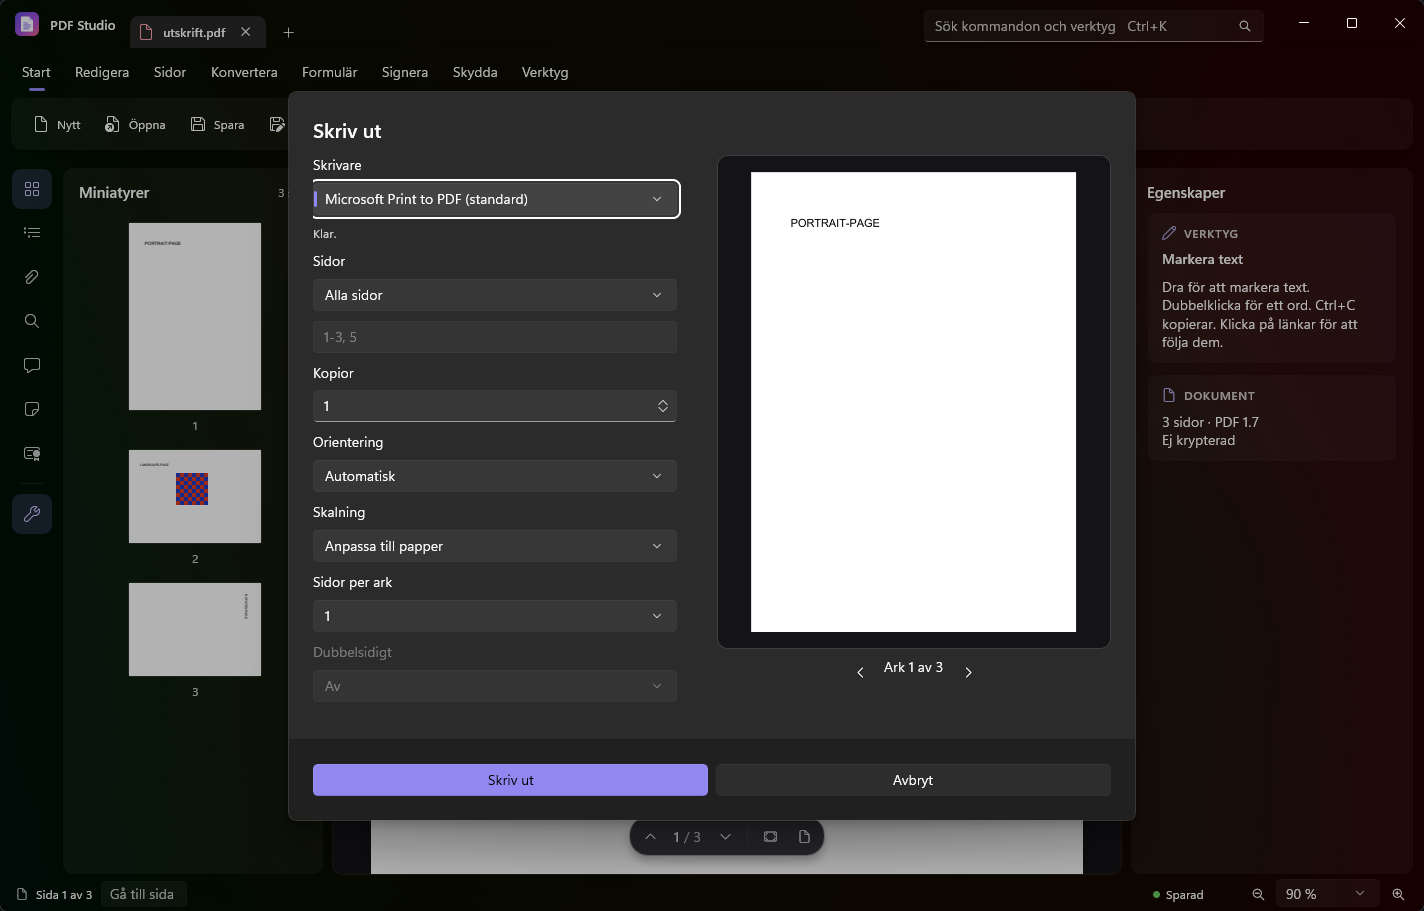 PDF Studio
utskrift.pdf
Sök kommandon och verktyg Ctrl+K
Start Redigera Sidor Konvertera Formulär Signera Skydda Verktyg
Nytt Öppna Spara
Miniatyrer 3
PORTRAIT-PAGE
1
LANDSCAPE-PAGE
2
3
Skriv ut
Skrivare
Microsoft Print to PDF (standard)
Klar.
Sidor
Alla sidor
1-3, 5
Kopior
1
Orientering
Automatisk
Skalning
Anpassa till papper
Sidor per ark
1
Dubbelsidigt
Av
PORTRAIT-PAGE
Ark 1 av 3
Skriv ut Avbryt
Egenskaper
VERKTYG
Markera text
Dra för att markera text.
Dubbelklicka för ett ord. Ctrl+C
kopierar. Klicka på länkar för att
följa dem.
DOKUMENT
3 sidor · PDF 1.7
Ej krypterad
1 / 3
Sida 1 av 3 Gå till sida
Sparad 90 %